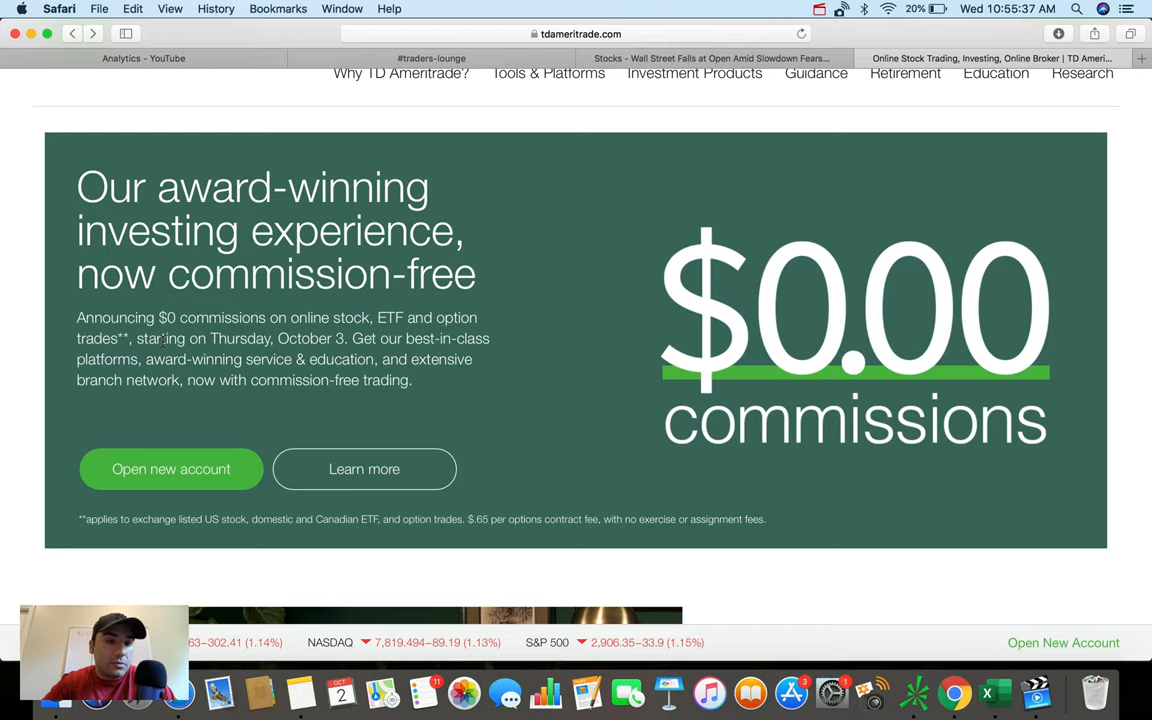 Safari File Edit View History Bookmarks Window Help 20% Wed 10:55:37 AM
tdameritrade.com
Analytics - YouTube #traders-lounge Stocks - Wall Street Falls at Open Amid Slowdown Fears... Online Stock Trading, Investing, Online Broker | TD Ameri...
Why TD Ameritrade? Tools & Platforms Investment Products Guidance Retirement Education Research
Our award-winning
investing experience,
now commission-free
Announcing $0 commissions on online stock, ETF and option
trades**, starting on Thursday, October 3. Get our best-in-class
platforms, award-winning service & education, and extensive
branch network, now with commission-free trading.
$0.00
commissions
Open new account Learn more
**applies to exchange listed US stock, domestic and Canadian ETF, and option trades. $.65 per options contract fee, with no exercise or assignment fees.
63−302.41 (1.14%) NASDAQ 7,819.494−89.19 (1.13%) S&P 500 2,906.35−33.9 (1.15%) Open New Account
OCT
2
11
3
1